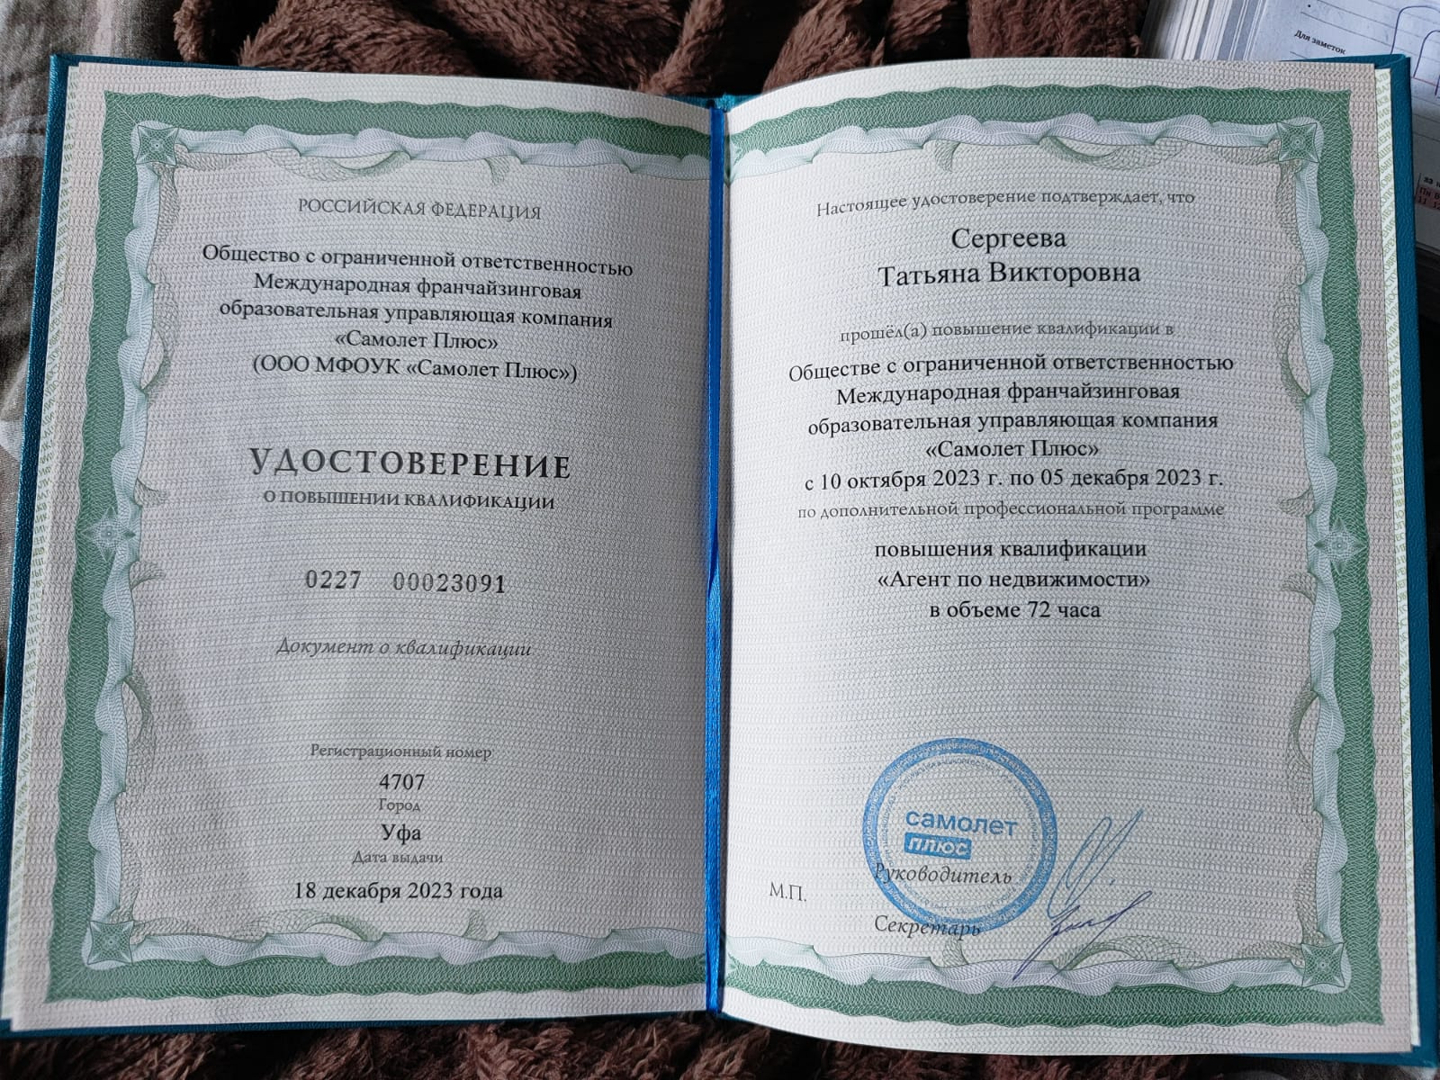 РОССИЙСКАЯ ФЕДЕРАЦИЯ
Общество с ограниченной ответственностью
Международная франчайзинговая
образовательная управляющая компания
«Самолет Плюс»
(ООО МФОУК «Самолет Плюс»)
УДОСТОВЕРЕНИЕ
О ПОВЫШЕНИИ КВАЛИФИКАЦИИ
0227 00023091
Документ о квалификации
Регистрационный номер
4707
Город
Уфа
Дата выдачи
18 декабря 2023 года
Настоящее удостоверение подтверждает, что
Сергеева
Татьяна Викторовна
прошёл(а) повышение квалификации в
Обществе с ограниченной ответственностью
Международная франчайзинговая
образовательная управляющая компания
«Самолет Плюс»
с 10 октября 2023 г. по 05 декабря 2023 г.
по дополнительной профессиональной программе
повышения квалификации
«Агент по недвижимости»
в объеме 72 часа
самолет
плюс
Руководитель
М.П.
Секретарь
Для заметок